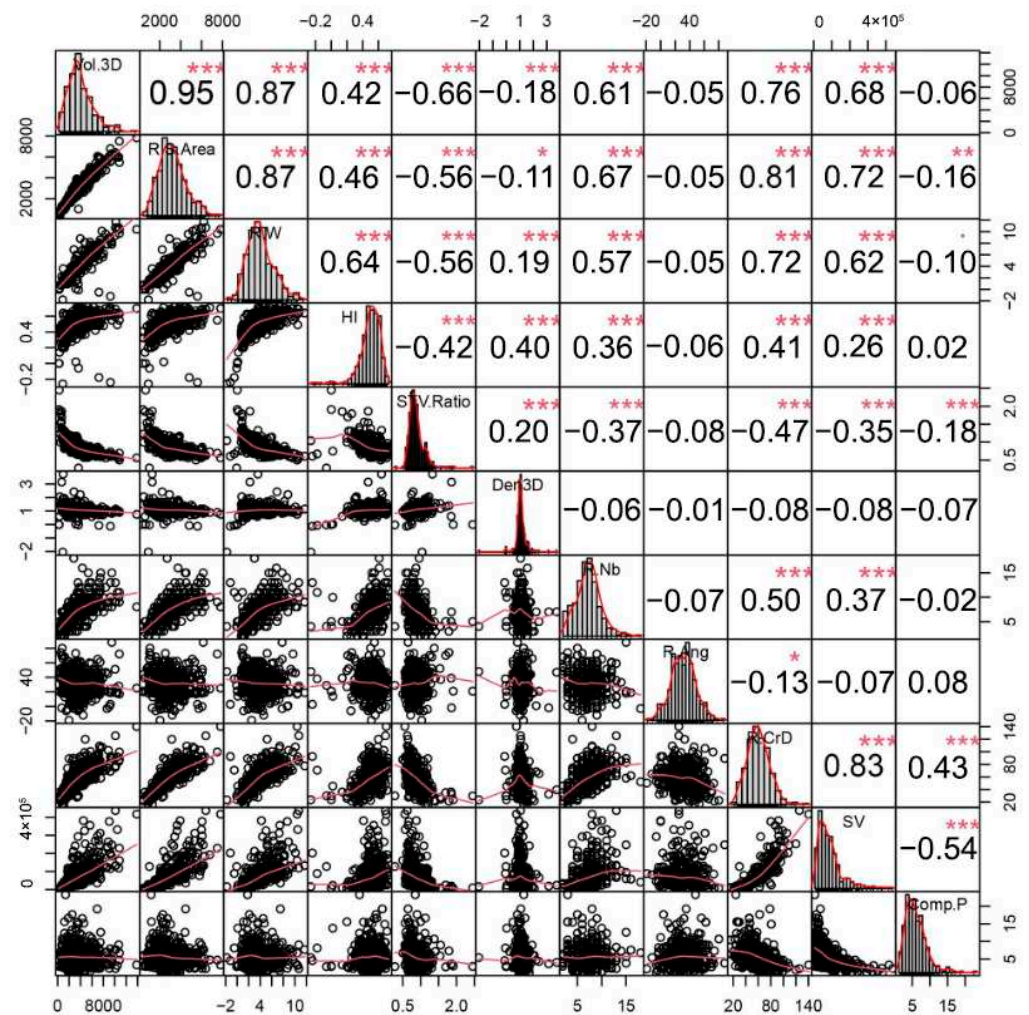 2000 8000 −0.2 0.4 −2 1 3 −20 40 0 4×10⁵
Vol.3D *** *** *** *** *** *** *** ***
0.95 0.87 0.42 −0.66 −0.18 0.61 −0.05 0.76 0.68 −0.06 0 8000
2000 8000 R.S.Area *** *** *** * *** *** *** **
0.87 0.46 −0.56 −0.11 0.67 −0.05 0.81 0.72 −0.16
R.W *** *** *** *** *** *** .
0.64 −0.56 0.19 0.57 −0.05 0.72 0.62 −0.10 −2 4 10
−0.2 0.4 HI *** *** *** *** ***
−0.42 0.40 0.36 −0.06 0.41 0.26 0.02
STV.Ratio *** *** *** *** ***
0.20 −0.37 −0.08 −0.47 −0.35 −0.18 0.5 2.0
−2 1 3 Den3D
−0.06 −0.01 −0.08 −0.08 −0.07
R.Nb *** ***
−0.07 0.50 0.37 −0.02 5 15
−20 40 R.Ang *
−0.13 −0.07 0.08
R.CrD *** ***
0.83 0.43 20 80 140
0 4×10⁵ SV ***
−0.54
Comp.P 5 15
0 8000 −2 4 10 0.5 2.0 5 15 20 80 140 5 15